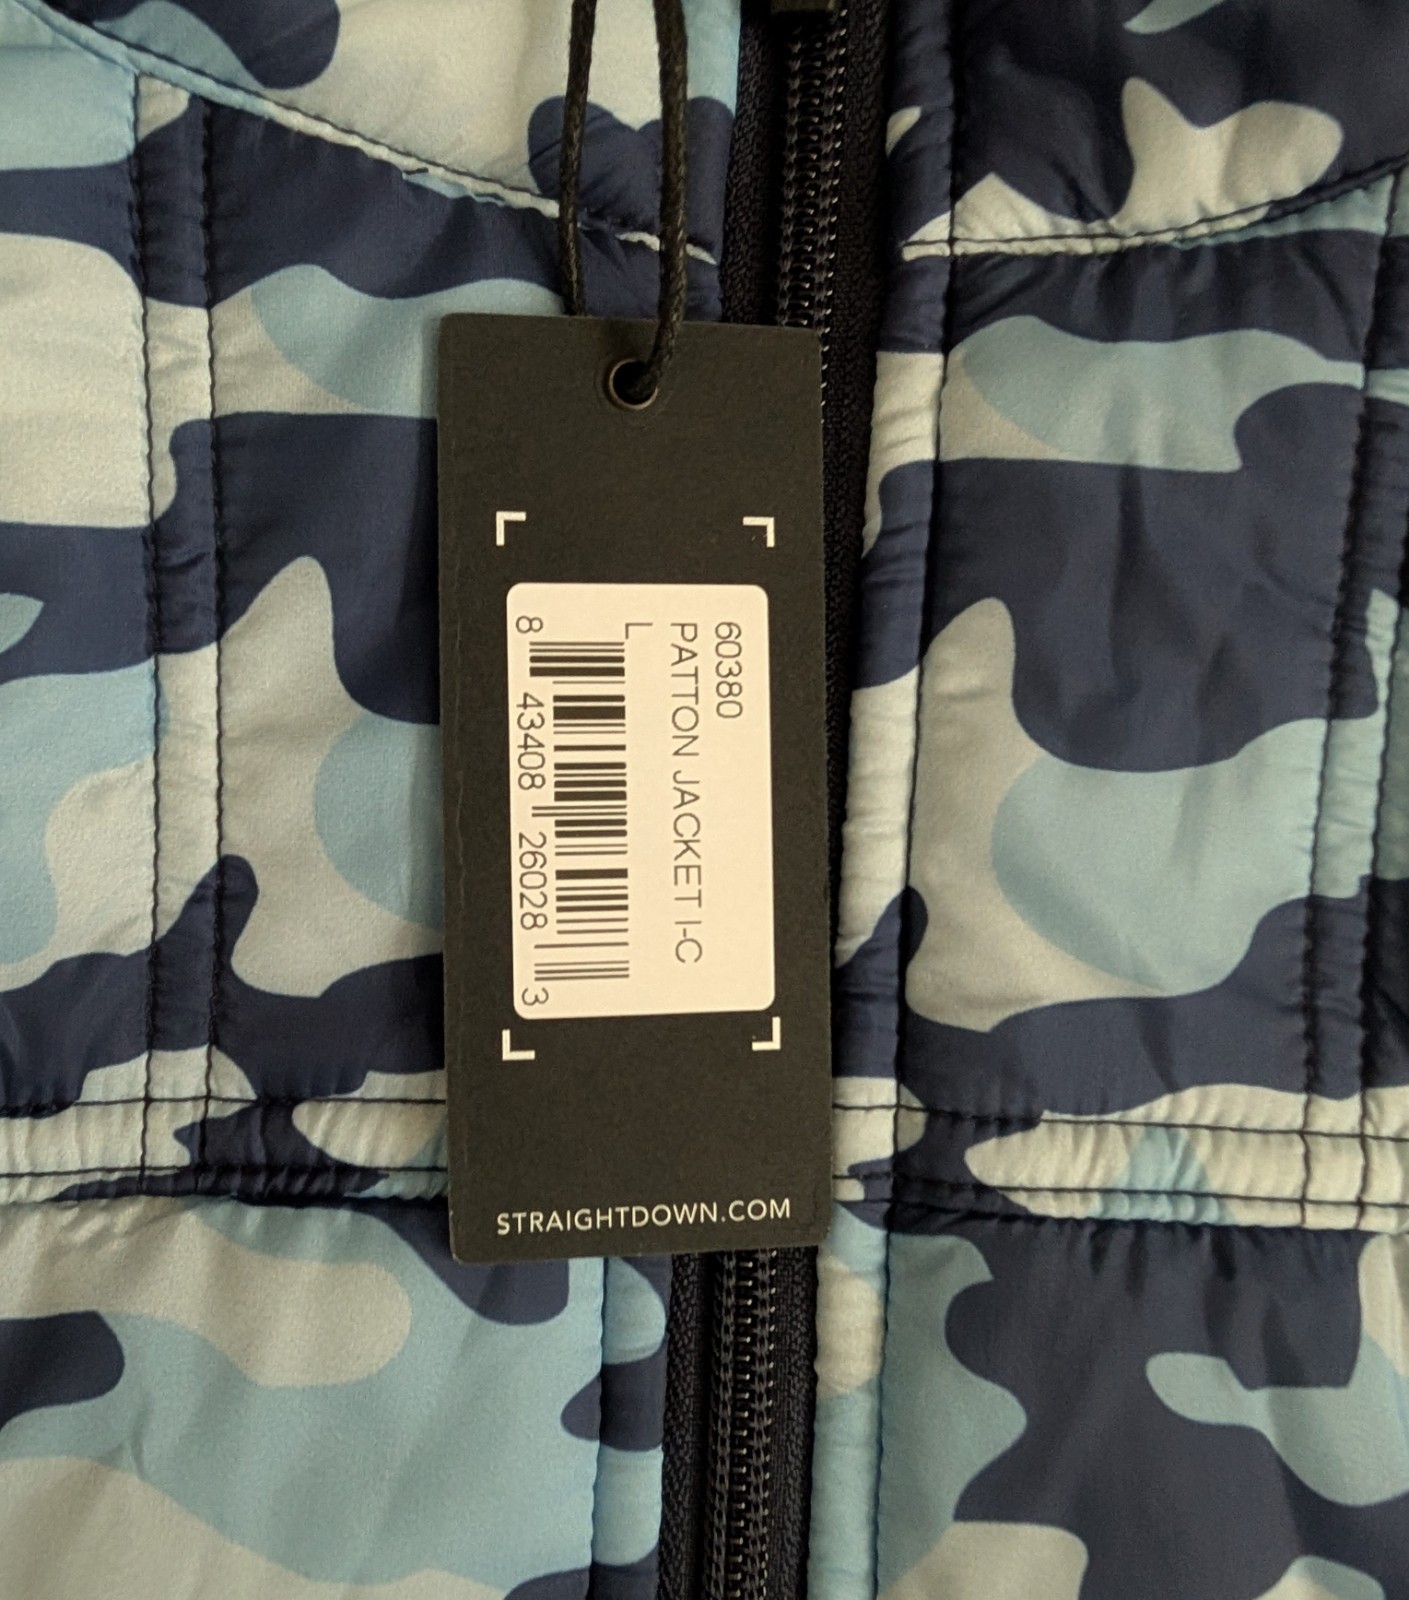 60380
PATTON JACKET I-C
L
8 43408 26028 3
STRAIGHTDOWN.COM